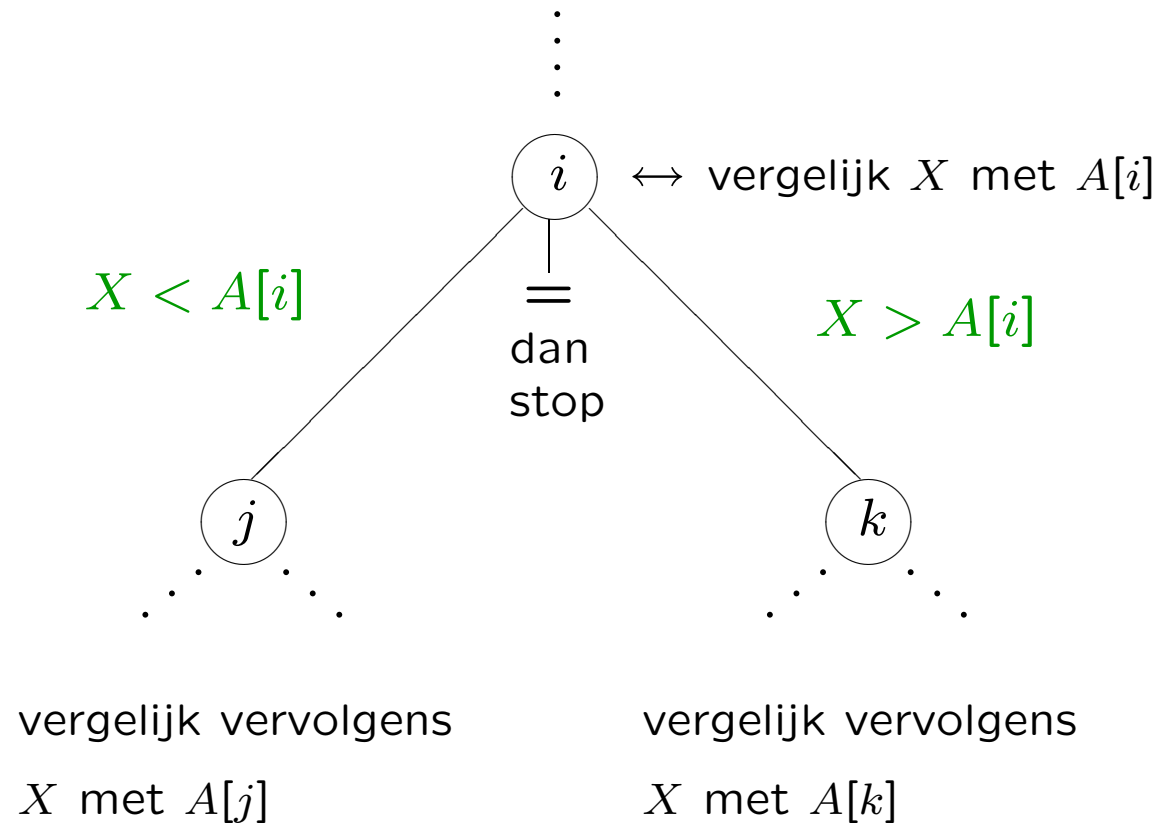 i ↔ vergelijk X met A[i]
X < A[i]
=
X > A[i]
dan
stop
j
k
vergelijk vervolgens
X met A[j]
vergelijk vervolgens
X met A[k]